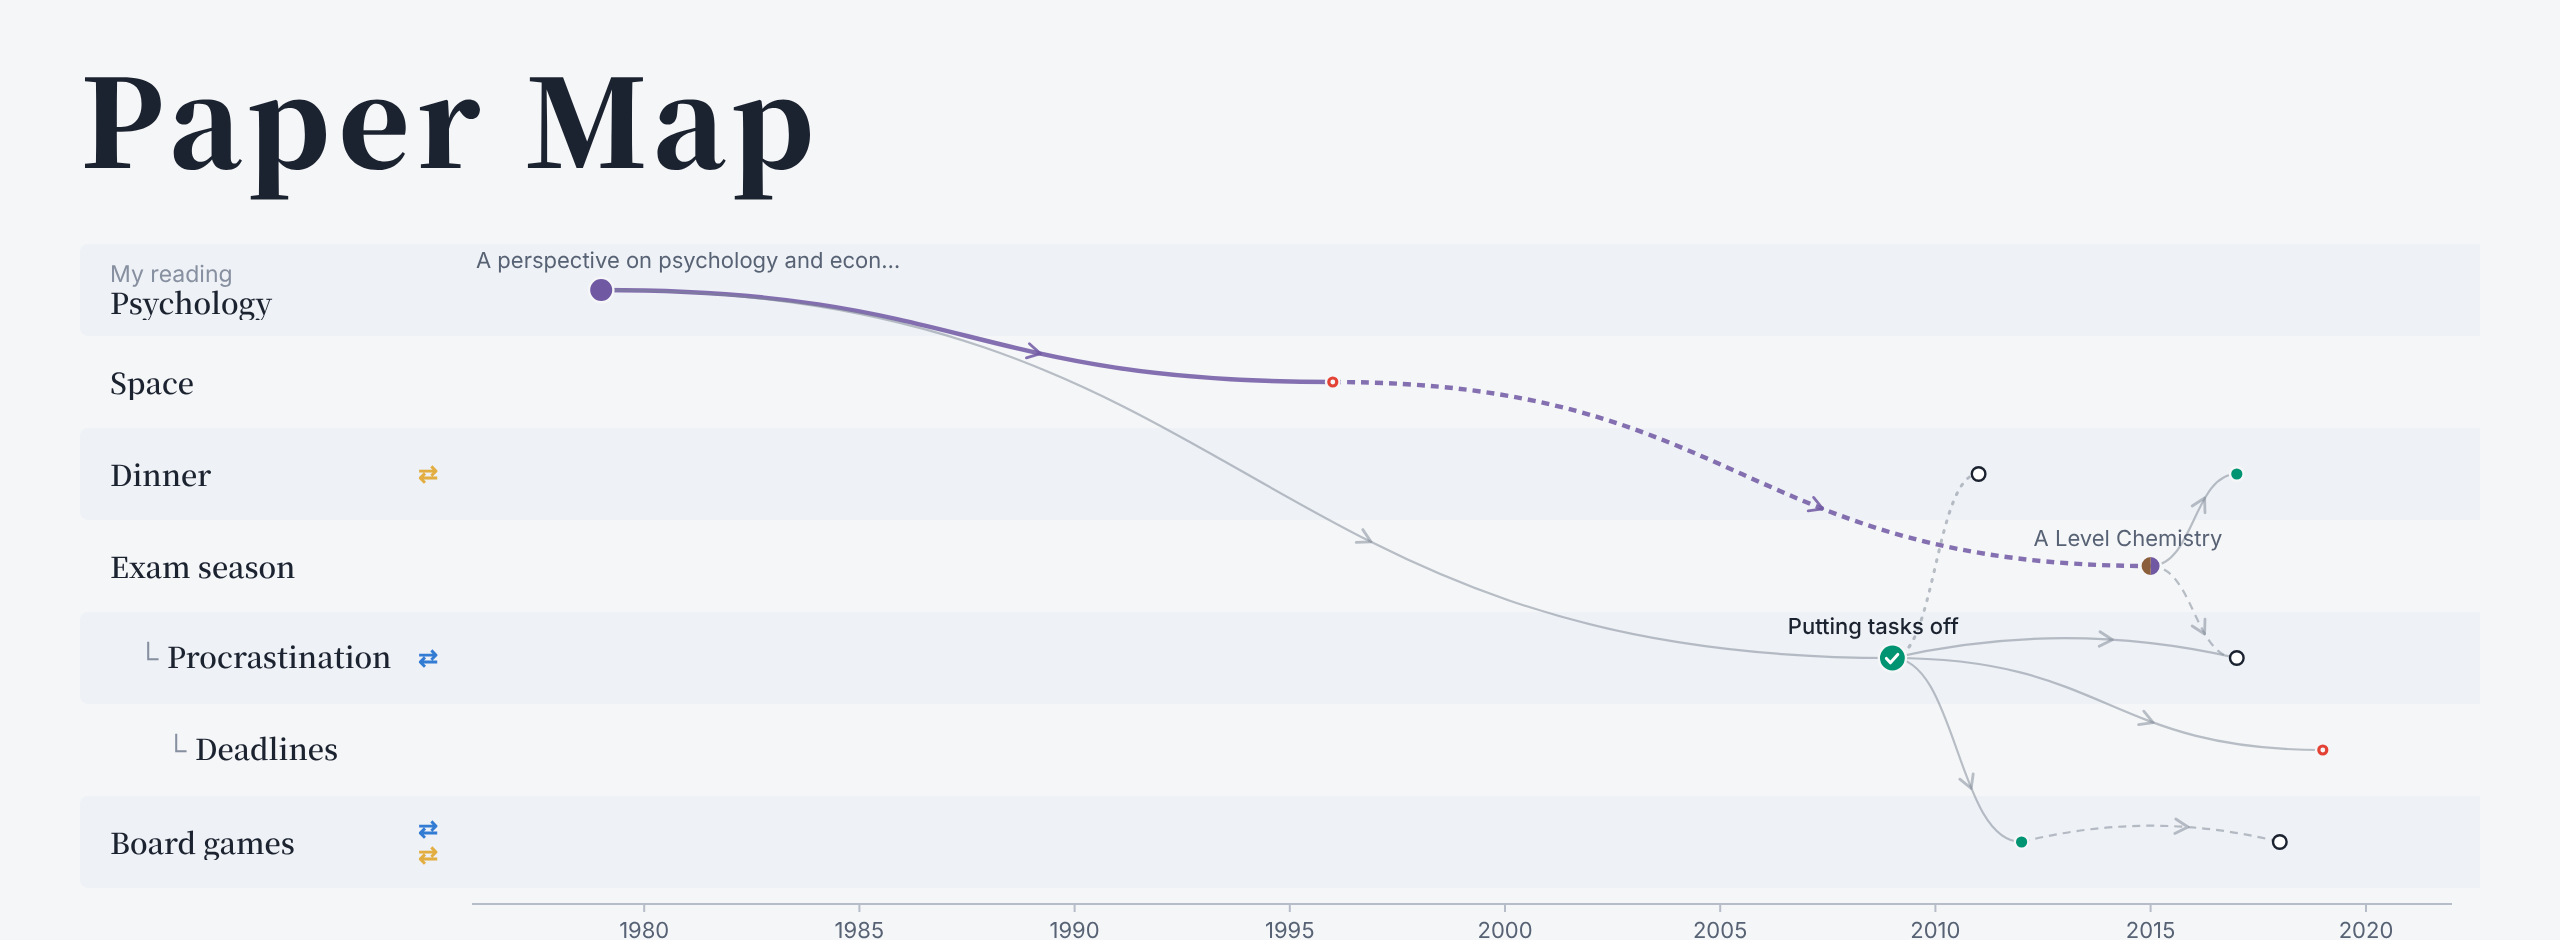 Paper Map
My reading
Psychology
A perspective on psychology and econ...
Space
Dinner
Exam season
A Level Chemistry
Procrastination
Putting tasks off
Deadlines
Board games
1980 1985 1990 1995 2000 2005 2010 2015 2020